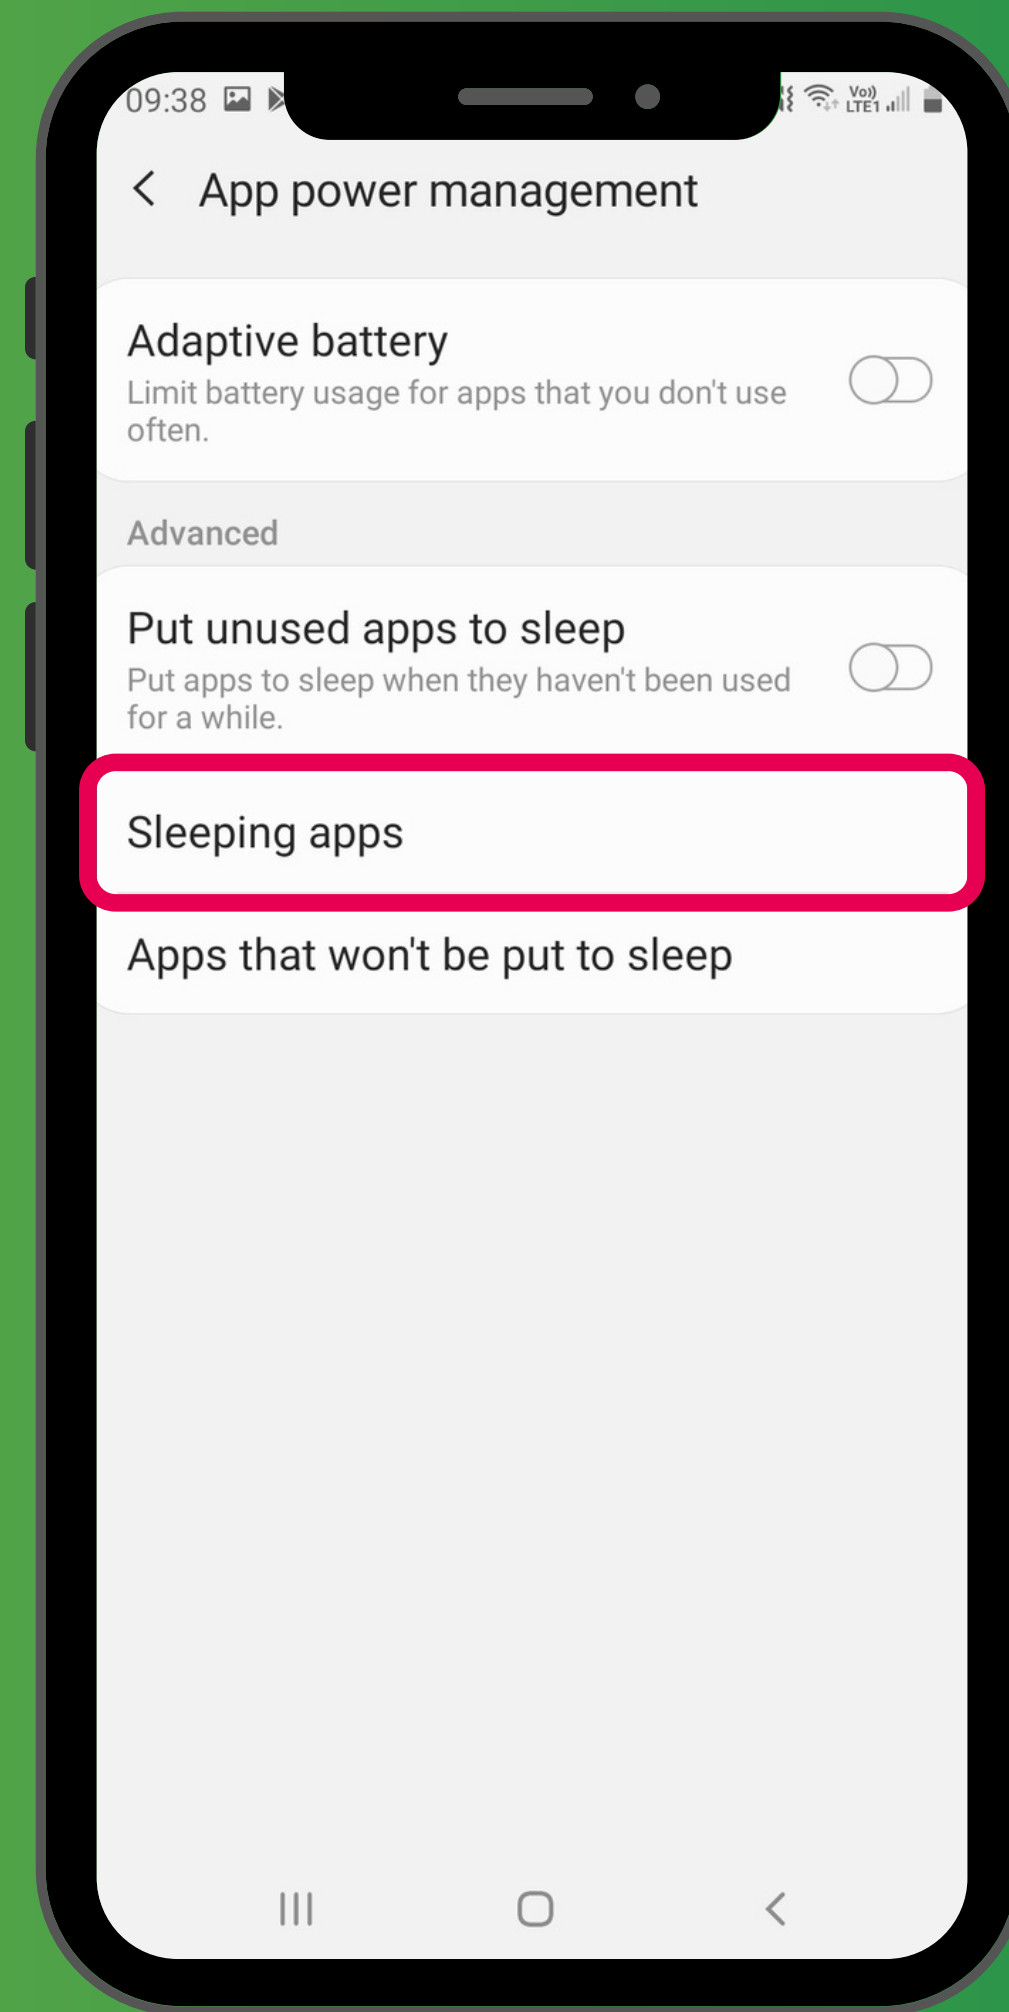 09:38
Vo))
LTE1
App power management
Adaptive battery
Limit battery usage for apps that you don't use
often.
Advanced
Put unused apps to sleep
Put apps to sleep when they haven't been used
for a while.
Sleeping apps
Apps that won't be put to sleep